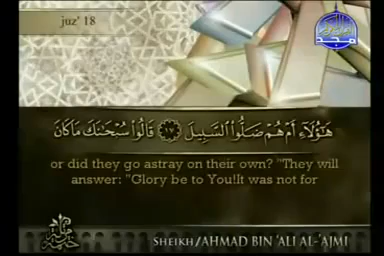 juz' 18
هَـٰٓؤُلَآءِ أَمْ هُمْ ضَلُّوا۟ ٱلسَّبِيلَ ١٧ قَالُوا۟ سُبْحَـٰنَكَ مَا كَانَ
or did they go astray on their own? "They will
answer: "Glory be to You!It was not for
SHEIKH/AHMAD BIN 'ALI AL-'AJMI